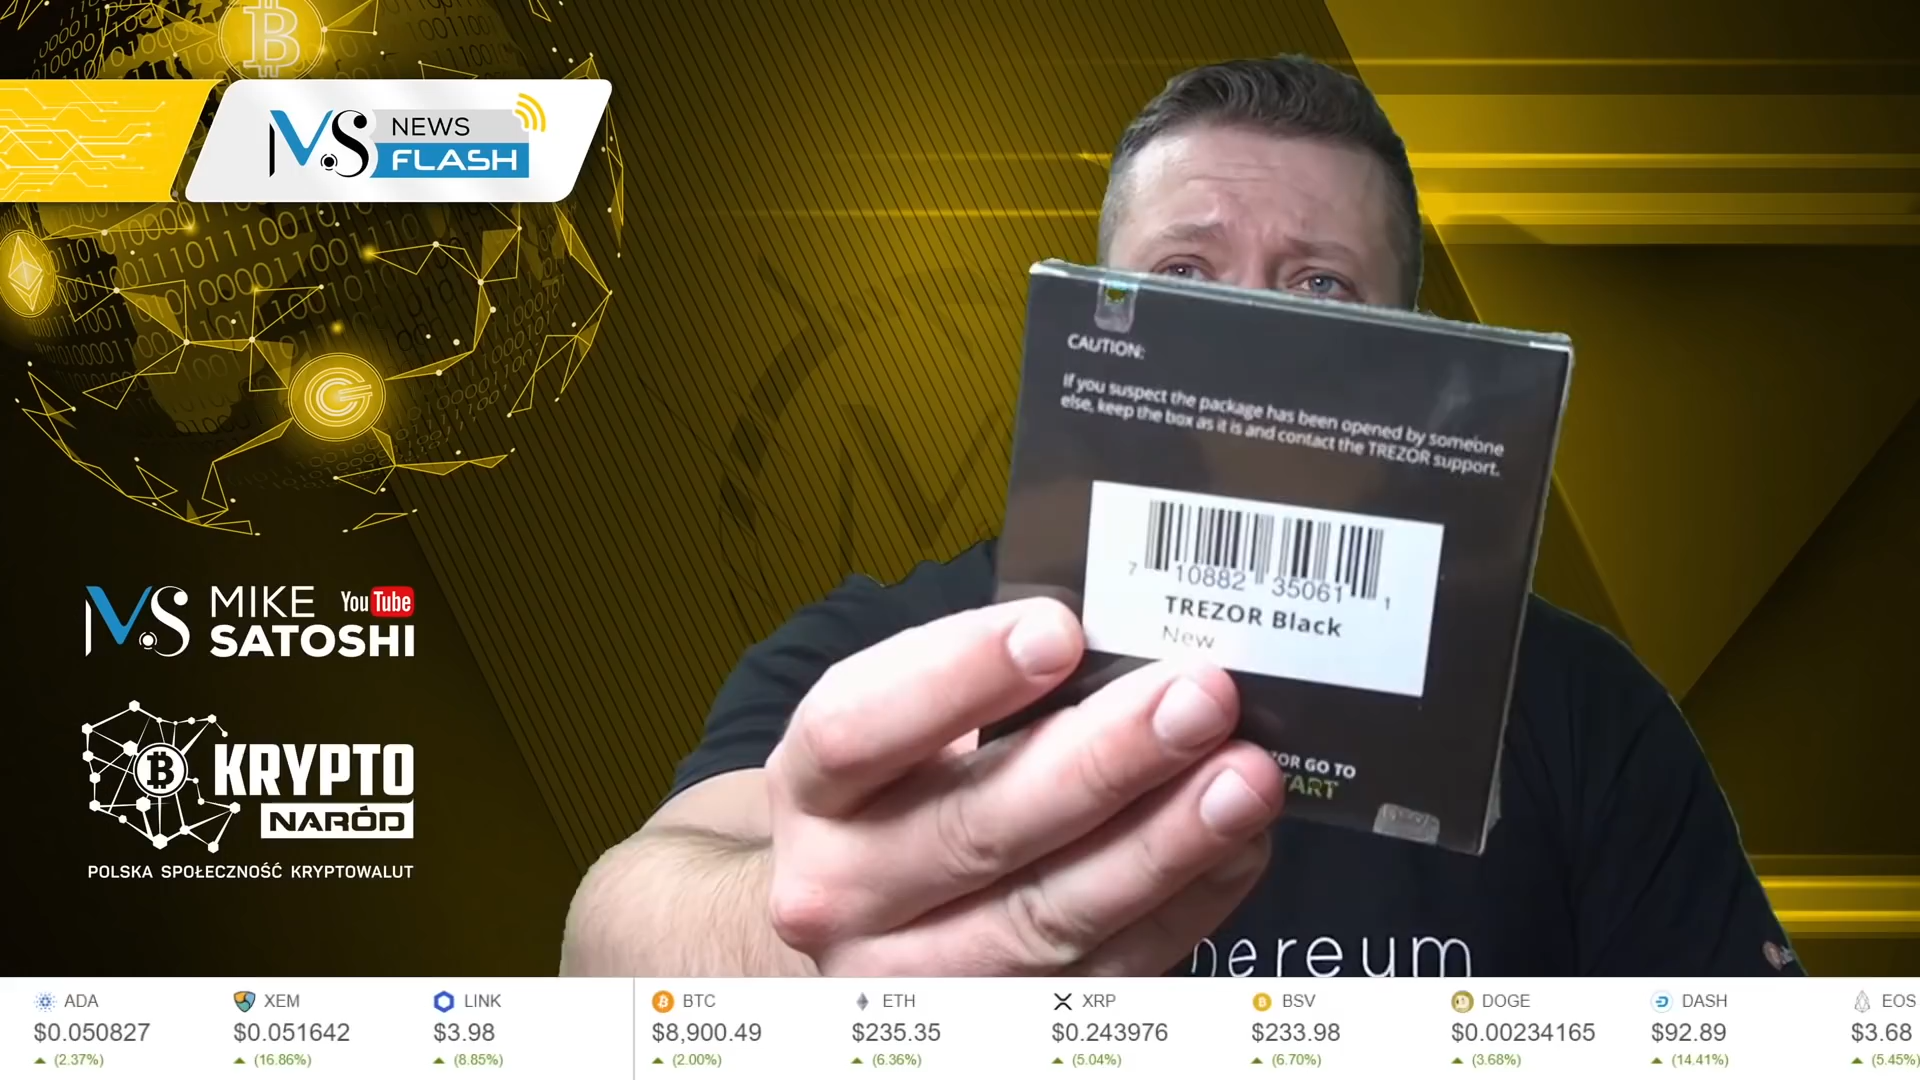 MS NEWS
FLASH
MS MIKE YouTube
SATOSHI
KRYPTO
NARÓD
POLSKA SPOŁECZNOŚĆ KRYPTOWALUT
CAUTION:
If you suspect the package has been opened by someone
else, keep the box as it is and contact the TREZOR support.
7 10882 35061 1
TREZOR Black
New
GO TO
ereum
ADA
$0.050827
(2.37%)
XEM
$0.051642
(16.86%)
LINK
$3.98
(8.85%)
BTC
$8,900.49
(2.00%)
ETH
$235.35
(6.36%)
XRP
$0.243976
(5.04%)
BSV
$233.98
(6.70%)
DOGE
$0.00234165
(3.68%)
DASH
$92.89
(14.41%)
EOS
$3.68
(5.45%)